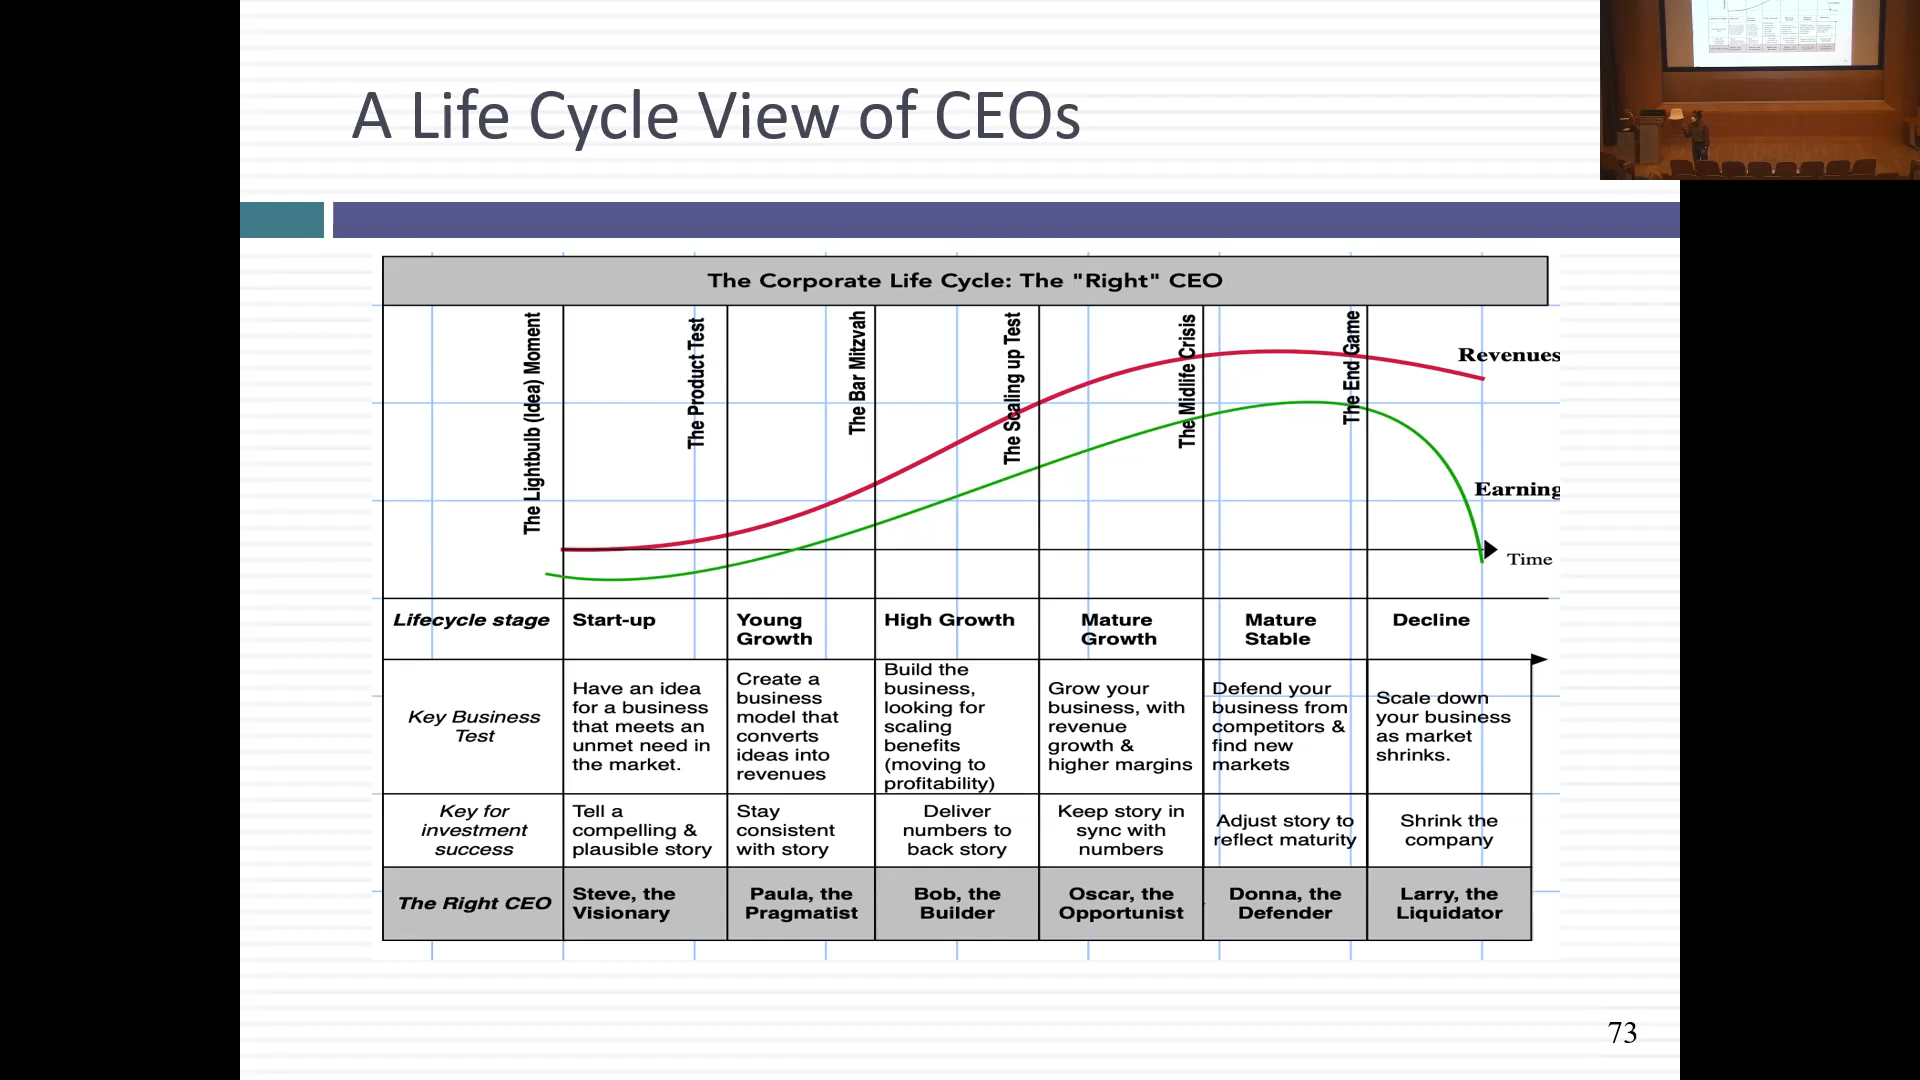 A Life Cycle View of CEOs
The Corporate Life Cycle: The "Right" CEO
The Lightbulb (Idea) Moment
The Product Test
The Bar Mitzvah
The Scaling up Test
The Midlife Crisis
The End Game
Revenues
Earning
Time
Lifecycle stage
Start-up
Young
Growth
High Growth
Mature
Growth
Mature
Stable
Decline
Key Business
Test
Have an idea
for a business
that meets an
unmet need in
the market.
Create a
business
model that
converts
ideas into
revenues
Build the
business,
looking for
scaling
benefits
(moving to
profitability)
Grow your
business, with
revenue
growth &
higher margins
Defend your
business from
competitors &
find new
markets
Scale down
your business
as market
shrinks.
Key for
investment
success
Tell a
compelling &
plausible story
Stay
consistent
with story
Deliver
numbers to
back story
Keep story in
sync with
numbers
Adjust story to
reflect maturity
Shrink the
company
The Right CEO
Steve, the
Visionary
Paula, the
Pragmatist
Bob, the
Builder
Oscar, the
Opportunist
Donna, the
Defender
Larry, the
Liquidator
73